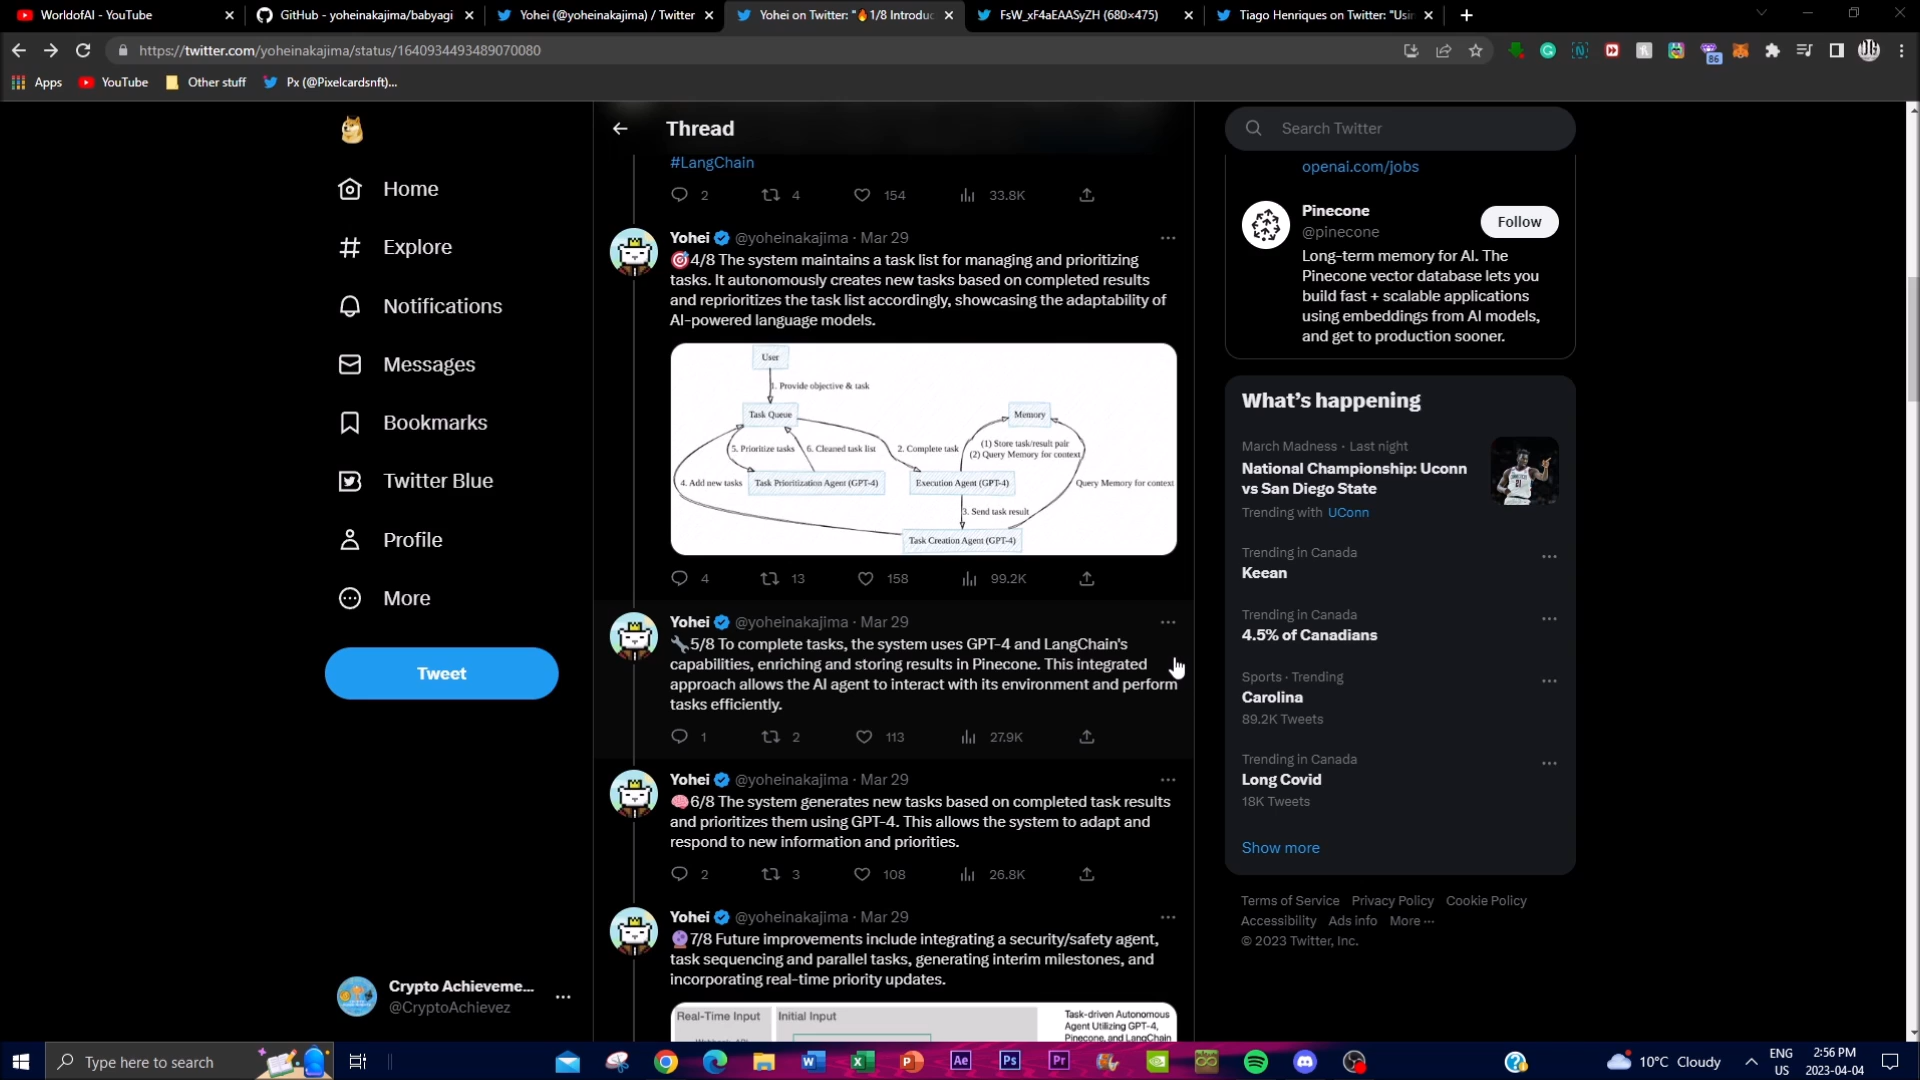 WorldofAI - YouTube
GitHub - yoheinakajima/babyagi
Yohei (@yoheinakajima) / Twitter
Yohei on Twitter: "🔥1/8 Introduc
FsW_xF4aEAASyZH (680×475)
Tiago Henriques on Twitter: "Usin
https://twitter.com/yoheinakajima/status/1640934493489070080
86
Apps
YouTube
Other stuff
Px (@Pixelcardsnft)...
Home
Explore
Notifications
Messages
Bookmarks
Twitter Blue
Profile
More
Tweet
Crypto Achieveme...
@CryptoAchievez
Thread
#LangChain
2 4 154 33.8K
Yohei @yoheinakajima · Mar 29
🎯4/8 The system maintains a task list for managing and prioritizing
tasks. It autonomously creates new tasks based on completed results
and reprioritizes the task list accordingly, showcasing the adaptability of
AI-powered language models.
User
1. Provide objective & task
Task Queue
Memory
5. Prioritize tasks
6. Cleaned task list
2. Complete task
(1) Store task/result pair
(2) Query Memory for context
4. Add new tasks
Task Prioritization Agent (GPT-4)
Execution Agent (GPT-4)
Query Memory for context
3. Send task result
Task Creation Agent (GPT-4)
4 13 158 99.2K
Yohei @yoheinakajima · Mar 29
🔧5/8 To complete tasks, the system uses GPT-4 and LangChain's
capabilities, enriching and storing results in Pinecone. This integrated
approach allows the AI agent to interact with its environment and perform
tasks efficiently.
1 2 113 27.9K
Yohei @yoheinakajima · Mar 29
🧠6/8 The system generates new tasks based on completed task results
and prioritizes them using GPT-4. This allows the system to adapt and
respond to new information and priorities.
2 3 108 26.8K
Yohei @yoheinakajima · Mar 29
🔮7/8 Future improvements include integrating a security/safety agent,
task sequencing and parallel tasks, generating interim milestones, and
incorporating real-time priority updates.
Real-Time Input
Initial Input
Task-driven Autonomous
Agent Utilizing GPT-4,
Pinecone, and LangChain
Search Twitter
openai.com/jobs
Pinecone
@pinecone
Follow
Long-term memory for AI. The
Pinecone vector database lets you
build fast + scalable applications
using embeddings from AI models,
and get to production sooner.
What's happening
March Madness · Last night
National Championship: Uconn
vs San Diego State
Trending with UConn
Trending in Canada
Keean
Trending in Canada
4.5% of Canadians
Sports · Trending
Carolina
89.2K Tweets
Trending in Canada
Long Covid
18K Tweets
Show more
Terms of Service Privacy Policy Cookie Policy
Accessibility Ads info More ···
© 2023 Twitter, Inc.
Type here to search
10°C Cloudy
ENG
US
2:56 PM
2023-04-04